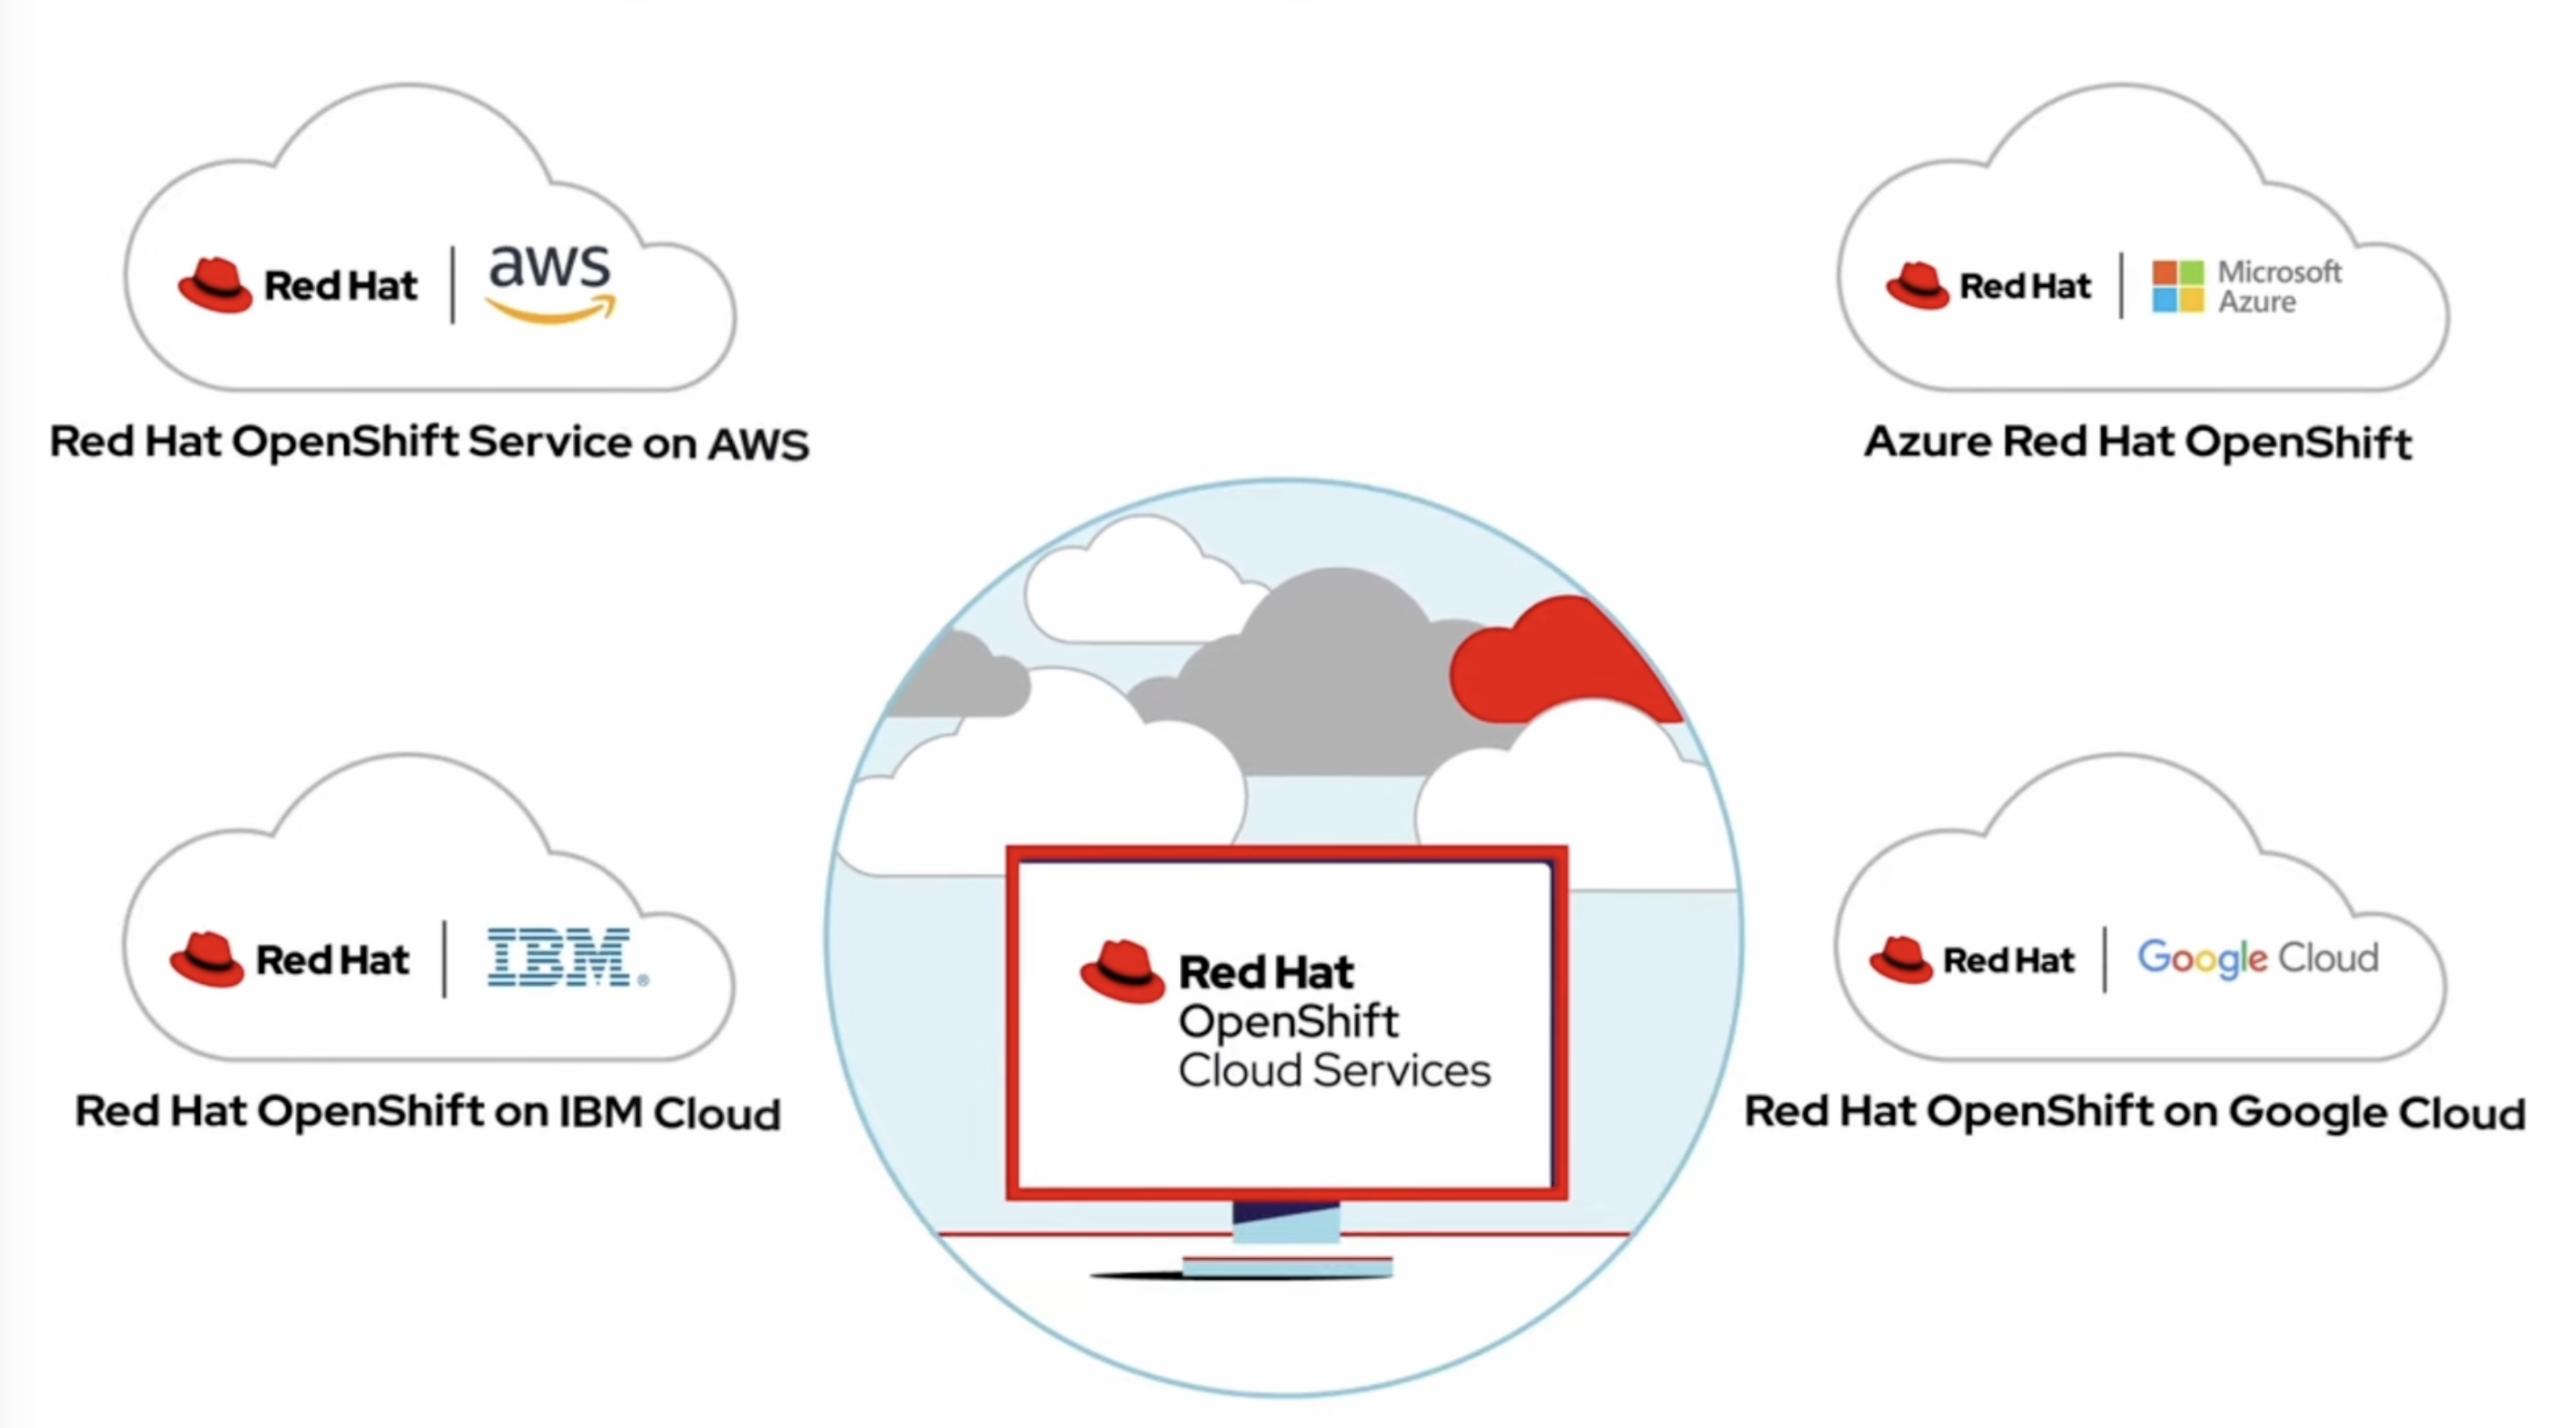 Red Hat | aws
Red Hat OpenShift Service on AWS
Red Hat | Microsoft
Azure
Azure Red Hat OpenShift
Red Hat | IBM®
Red Hat OpenShift on IBM Cloud
Red Hat
OpenShift
Cloud Services
Red Hat | Google Cloud
Red Hat OpenShift on Google Cloud